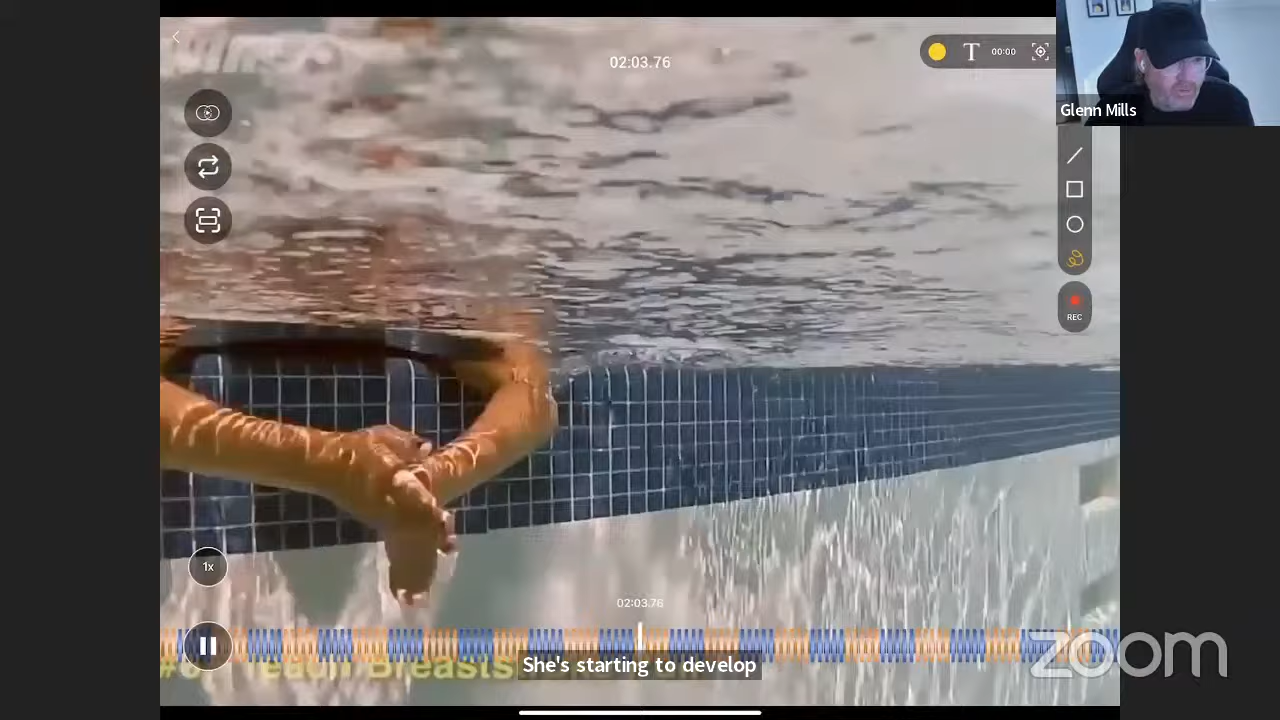 02:03.76
T 00:00
Glenn Mills
REC
1x
02:03.76
She's starting to develop
zoom